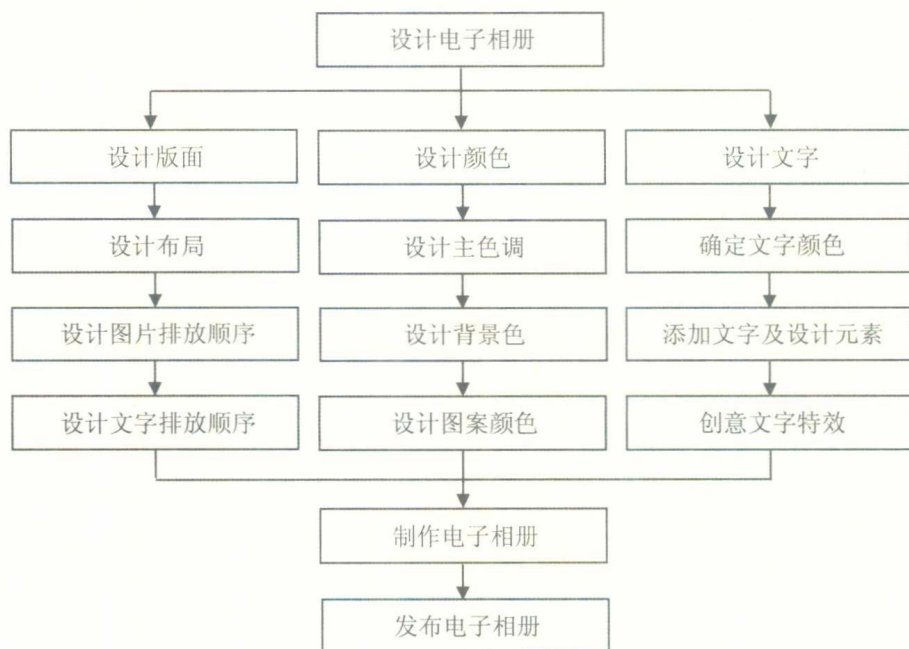 设计电子相册
设计版面
设计颜色
设计文字
设计布局
设计主色调
确定文字颜色
设计图片排放顺序
设计背景色
添加文字及设计元素
设计文字排放顺序
设计图案颜色
创意文字特效
制作电子相册
发布电子相册